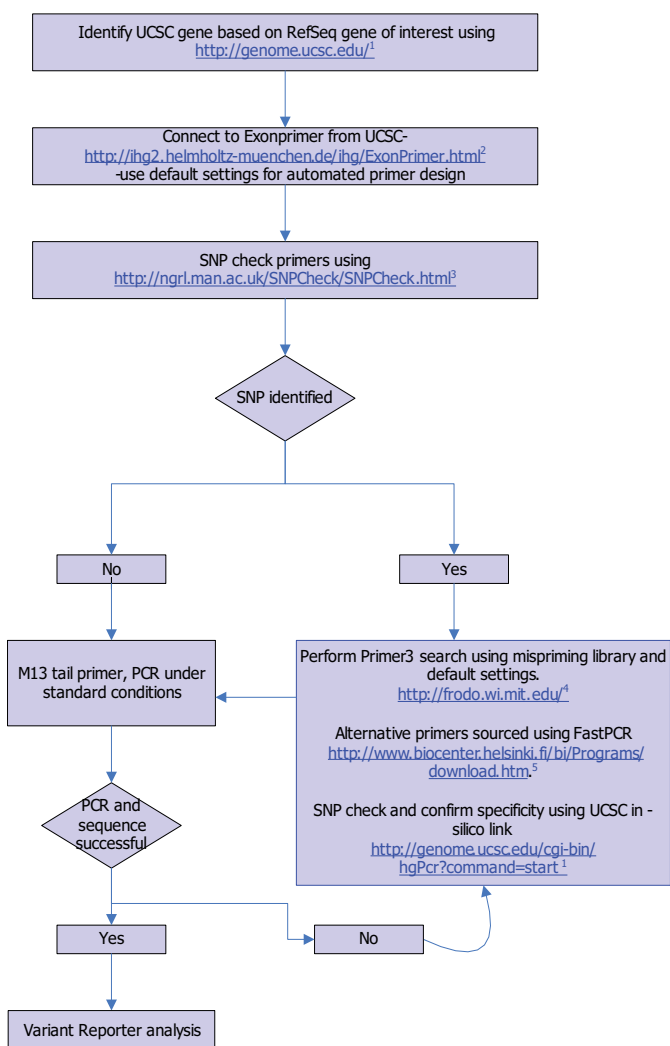 Identify UCSC gene based on RefSeq gene of interest using
http://genome.ucsc.edu/1
Connect to Exonprimer from UCSC-
http://ihg2.helmholtz-muenchen.de/ihg/ExonPrimer.html2
-use default settings for automated primer design
SNP check primers using
http://ngrl.man.ac.uk/SNPCheck/SNPCheck.html3
SNP identified
No
Yes
M13 tail primer, PCR under
standard conditions
Perform Primer3 search using mispriming library and
default settings.
http://frodo.wi.mit.edu/4
Alternative primers sourced using FastPCR
http://www.biocenter.helsinki.fi/bi/Programs/
download.htm.5
SNP check and confirm specificity using UCSC in -
silico link
http://genome.ucsc.edu/cgi-bin/
hgPcr?command=start 1
PCR and
sequence
successful
Yes
No
Variant Reporter analysis